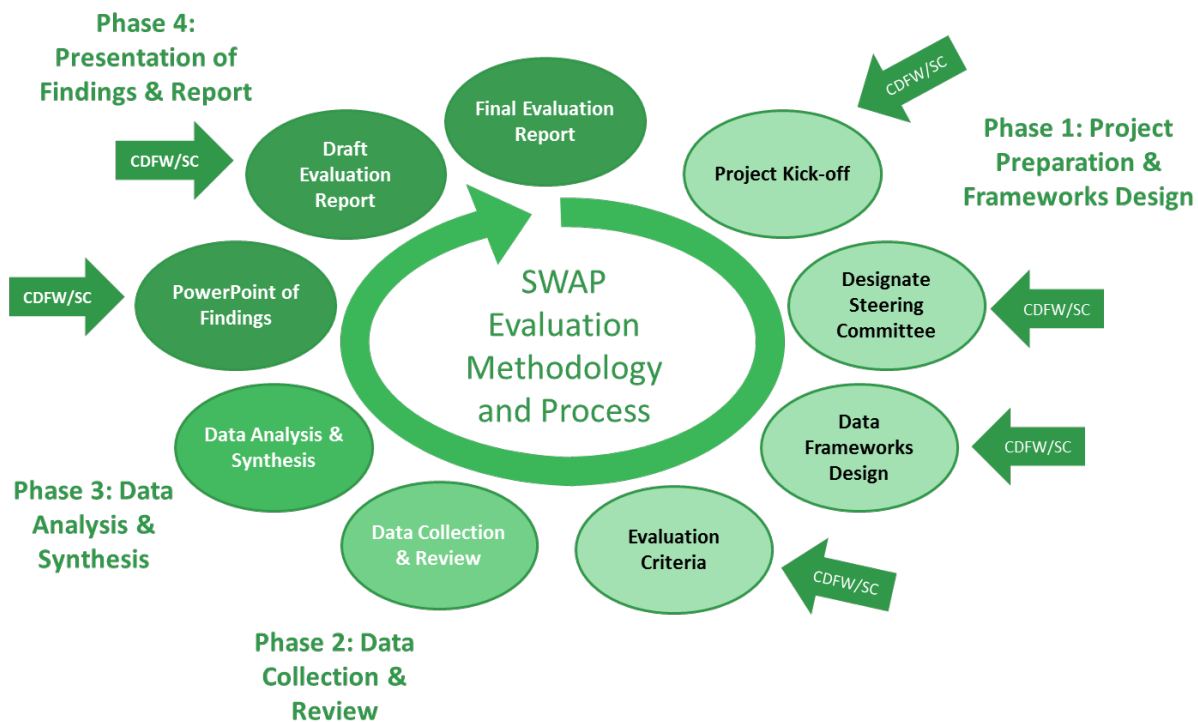 Phase 4:
Presentation of
Findings & Report
CDFW/SC
Final Evaluation
Report
Project Kick-off
CDFW/SC
Phase 1: Project
Preparation &
Frameworks Design
Draft
Evaluation
Report
CDFW/SC
PowerPoint of
Findings
SWAP
Evaluation
Methodology
and Process
Designate
Steering
Committee
CDFW/SC
Data
Frameworks
Design
CDFW/SC
Evaluation
Criteria
CDFW/SC
Data Collection
& Review
Phase 2: Data
Collection &
Review
Data Analysis &
Synthesis
Phase 3: Data
Analysis &
Synthesis